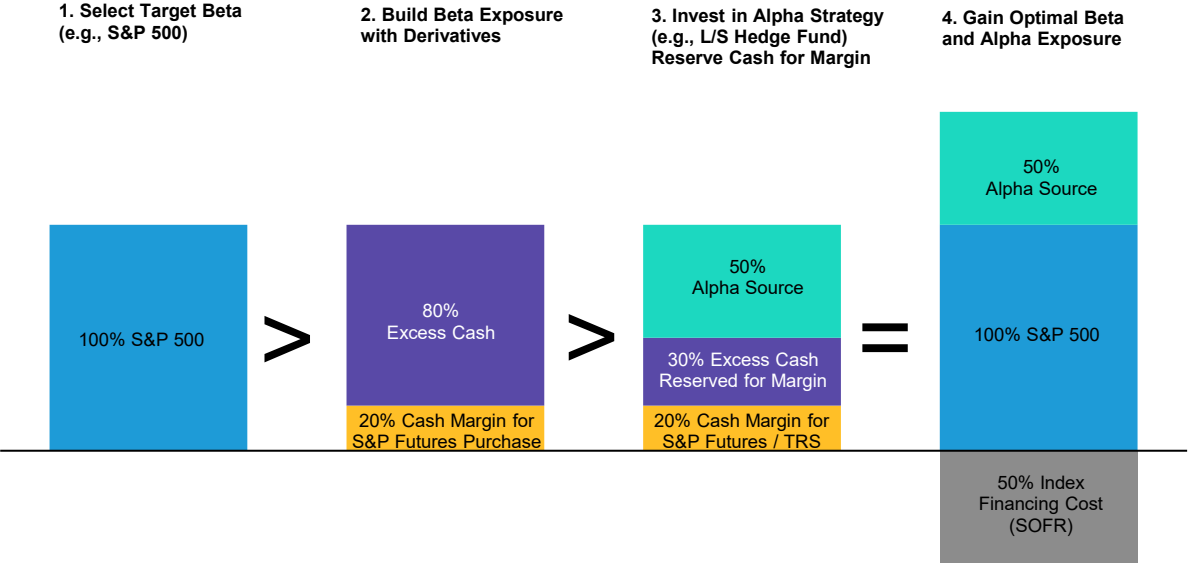 1. Select Target Beta
(e.g., S&P 500)
2. Build Beta Exposure
with Derivatives
3. Invest in Alpha Strategy
(e.g., L/S Hedge Fund)
Reserve Cash for Margin
4. Gain Optimal Beta
and Alpha Exposure
100% S&P 500
>
80%
Excess Cash
20% Cash Margin for
S&P Futures Purchase
>
50%
Alpha Source
30% Excess Cash
Reserved for Margin
20% Cash Margin for
S&P Futures / TRS
=
50%
Alpha Source
100% S&P 500
50% Index
Financing Cost
(SOFR)